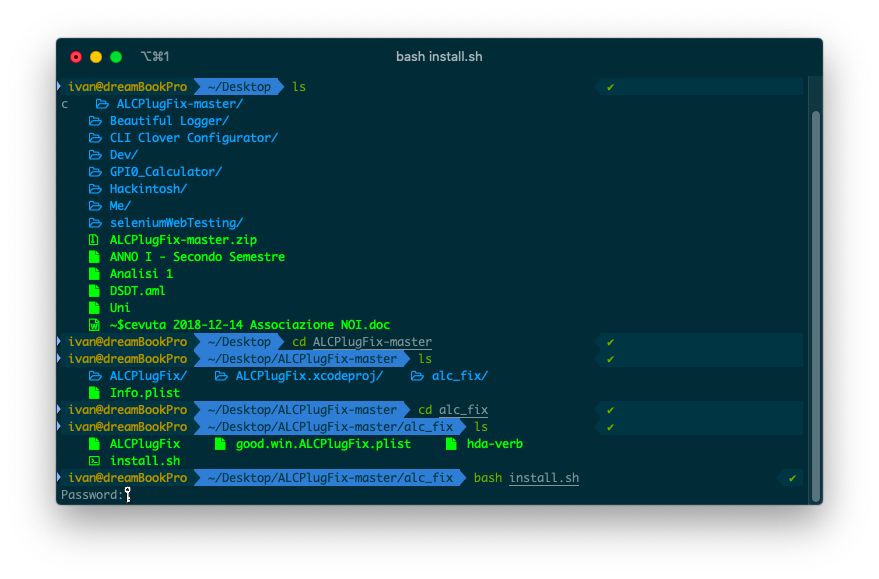 ⌥⌘1 bash install.sh
ivan@dreamBookPro ~/Desktop ls ✔
c ALCPlugFix-master/
Beautiful Logger/
CLI Clover Configurator/
Dev/
GPI0_Calculator/
Hackintosh/
Me/
seleniumWebTesting/
ALCPlugFix-master.zip
ANNO I - Secondo Semestre
Analisi 1
DSDT.aml
Uni
~$cevuta 2018-12-14 Associazione NOI.doc
ivan@dreamBookPro ~/Desktop cd ALCPlugFix-master ✔
ivan@dreamBookPro ~/Desktop/ALCPlugFix-master ls ✔
ALCPlugFix/ ALCPlugFix.xcodeproj/ alc_fix/
Info.plist
ivan@dreamBookPro ~/Desktop/ALCPlugFix-master cd alc_fix ✔
ivan@dreamBookPro ~/Desktop/ALCPlugFix-master/alc_fix ls ✔
ALCPlugFix good.win.ALCPlugFix.plist hda-verb
install.sh
ivan@dreamBookPro ~/Desktop/ALCPlugFix-master/alc_fix bash install.sh ✔
Password: